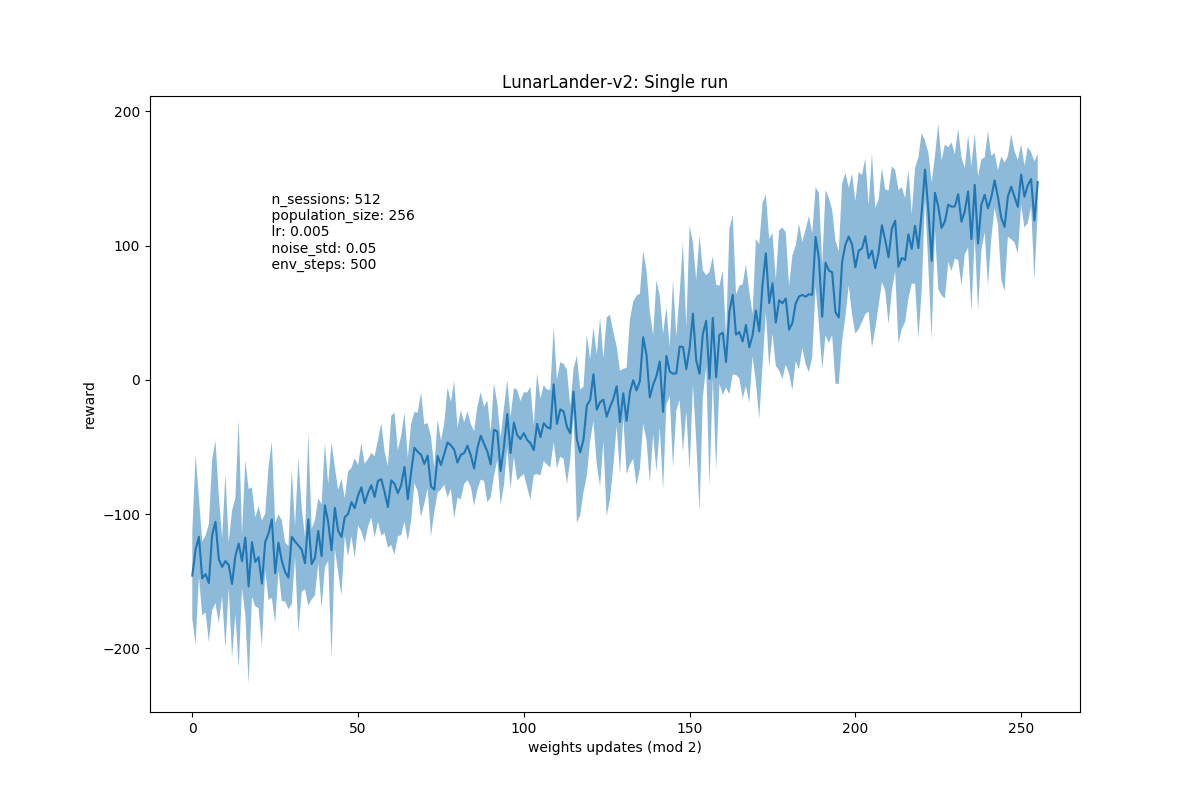 LunarLander-v2: Single run
200
100
0
−100
−200
reward
n_sessions: 512
population_size: 256
lr: 0.005
noise_std: 0.05
env_steps: 500
0 50 100 150 200 250
weights updates (mod 2)